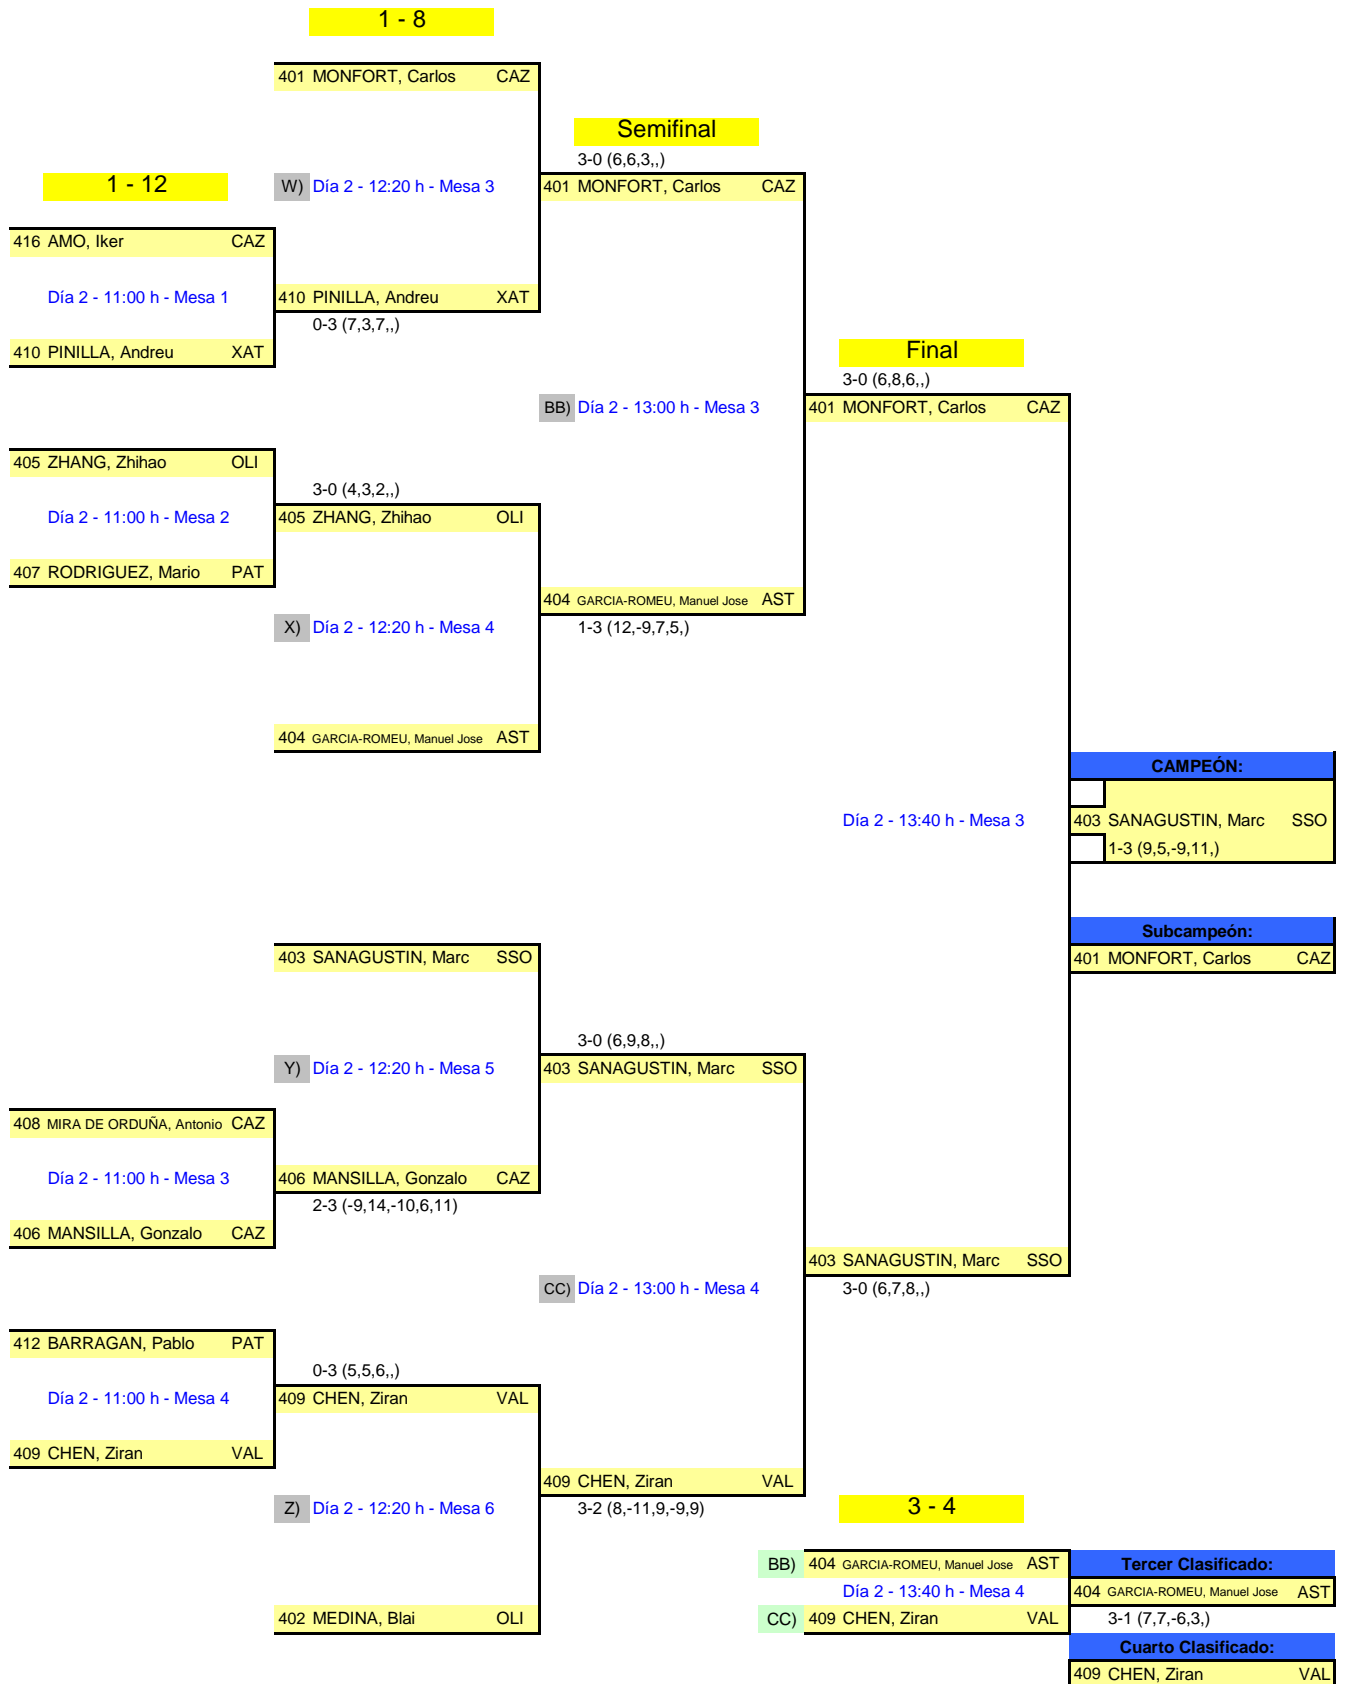 1 - 8
401 MONFORT, Carlos CAZ
Semifinal
3-0 (6,6,3,,)
1 - 12
W) Día 2 - 12:20 h - Mesa 3
401 MONFORT, Carlos CAZ
416 AMO, Iker CAZ
Día 2 - 11:00 h - Mesa 1
410 PINILLA, Andreu XAT
0-3 (7,3,7,,)
410 PINILLA, Andreu XAT
Final
3-0 (6,8,6,,)
BB) Día 2 - 13:00 h - Mesa 3
401 MONFORT, Carlos CAZ
405 ZHANG, Zhihao OLI
3-0 (4,3,2,,)
Día 2 - 11:00 h - Mesa 2
405 ZHANG, Zhihao OLI
407 RODRIGUEZ, Mario PAT
404 GARCIA-ROMEU, Manuel Jose AST
X) Día 2 - 12:20 h - Mesa 4
1-3 (12,-9,7,5,)
404 GARCIA-ROMEU, Manuel Jose AST
CAMPEÓN:
Día 2 - 13:40 h - Mesa 3
403 SANAGUSTIN, Marc SSO
1-3 (9,5,-9,11,)
Subcampeón:
403 SANAGUSTIN, Marc SSO
401 MONFORT, Carlos CAZ
3-0 (6,9,8,,)
Y) Día 2 - 12:20 h - Mesa 5
403 SANAGUSTIN, Marc SSO
408 MIRA DE ORDUÑA, Antonio CAZ
Día 2 - 11:00 h - Mesa 3
406 MANSILLA, Gonzalo CAZ
2-3 (-9,14,-10,6,11)
406 MANSILLA, Gonzalo CAZ
403 SANAGUSTIN, Marc SSO
CC) Día 2 - 13:00 h - Mesa 4
3-0 (6,7,8,,)
412 BARRAGAN, Pablo PAT
0-3 (5,5,6,,)
Día 2 - 11:00 h - Mesa 4
409 CHEN, Ziran VAL
409 CHEN, Ziran VAL
409 CHEN, Ziran VAL
Z) Día 2 - 12:20 h - Mesa 6
3-2 (8,-11,9,-9,9)
3 - 4
BB) 404 GARCIA-ROMEU, Manuel Jose AST
Tercer Clasificado:
Día 2 - 13:40 h - Mesa 4
404 GARCIA-ROMEU, Manuel Jose AST
402 MEDINA, Blai OLI
CC) 409 CHEN, Ziran VAL
3-1 (7,7,-6,3,)
Cuarto Clasificado:
409 CHEN, Ziran VAL